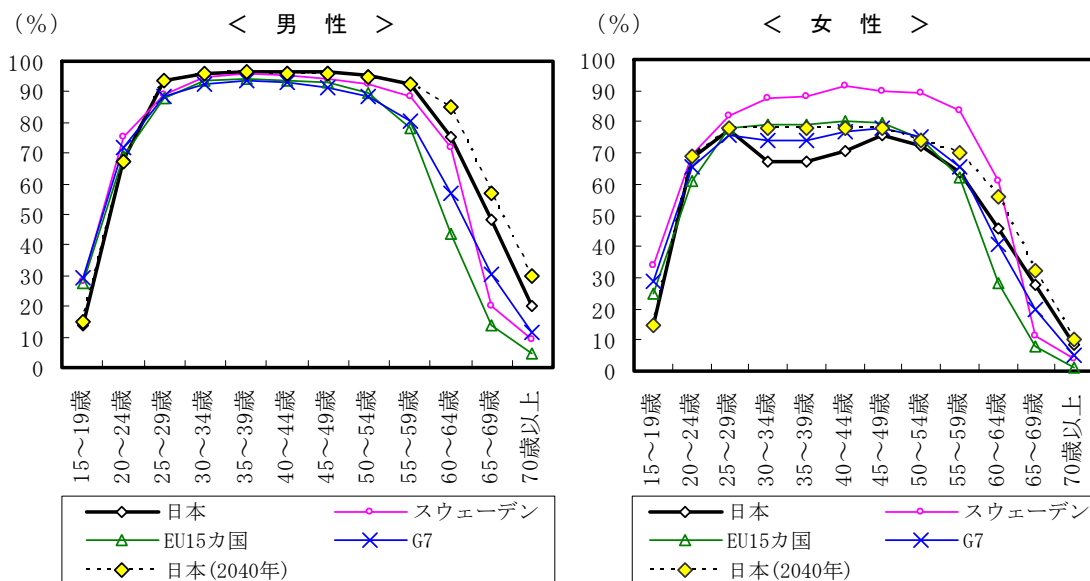 (%)
< 男 性 >
100
90
80
70
60
50
40
30
20
10
0
15～19歳
20～24歳
25～29歳
30～34歳
35～39歳
40～44歳
45～49歳
50～54歳
55～59歳
60～64歳
65～69歳
70歳以上
日本
スウェーデン
EU15カ国
G7
日本(2040年)
(%)
< 女 性 >
100
90
80
70
60
50
40
30
20
10
0
15～19歳
20～24歳
25～29歳
30～34歳
35～39歳
40～44歳
45～49歳
50～54歳
55～59歳
60～64歳
65～69歳
70歳以上
日本
スウェーデン
EU15カ国
G7
日本(2040年)